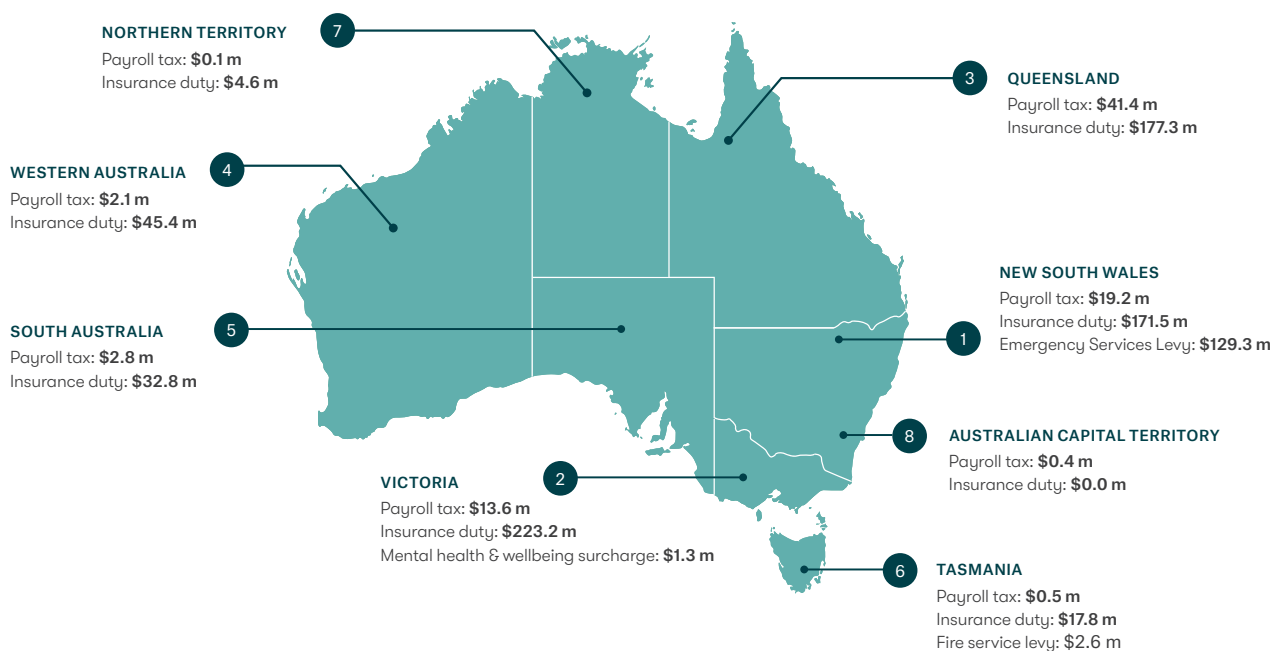 NORTHERN TERRITORY
Payroll tax: $0.1 m
Insurance duty: $4.6 m
7
3
QUEENSLAND
Payroll tax: $41.4 m
Insurance duty: $177.3 m
WESTERN AUSTRALIA
Payroll tax: $2.1 m
Insurance duty: $45.4 m
4
NEW SOUTH WALES
Payroll tax: $19.2 m
Insurance duty: $171.5 m
Emergency Services Levy: $129.3 m
1
SOUTH AUSTRALIA
Payroll tax: $2.8 m
Insurance duty: $32.8 m
5
8
AUSTRALIAN CAPITAL TERRITORY
Payroll tax: $0.4 m
Insurance duty: $0.0 m
VICTORIA
Payroll tax: $13.6 m
Insurance duty: $223.2 m
Mental health & wellbeing surcharge: $1.3 m
2
6
TASMANIA
Payroll tax: $0.5 m
Insurance duty: $17.8 m
Fire service levy: $2.6 m